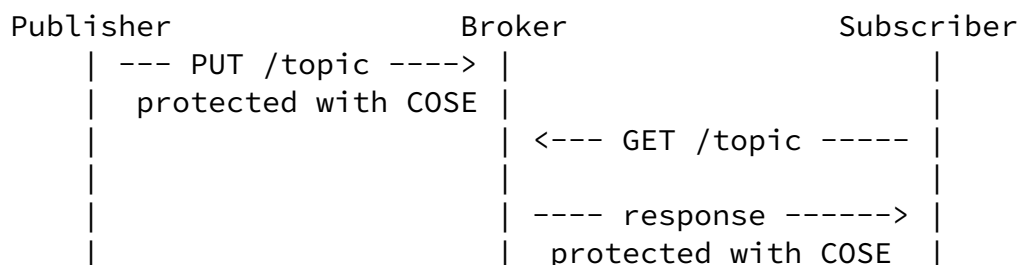 Publisher                Broker              Subscriber
    | --- PUT /topic ----> |                       |
    |  protected with COSE |                       |
    |                      | <--- GET /topic ----- |
    |                      |                       |
    |                      | ---- response ------> |
    |                      |  protected with COSE  |